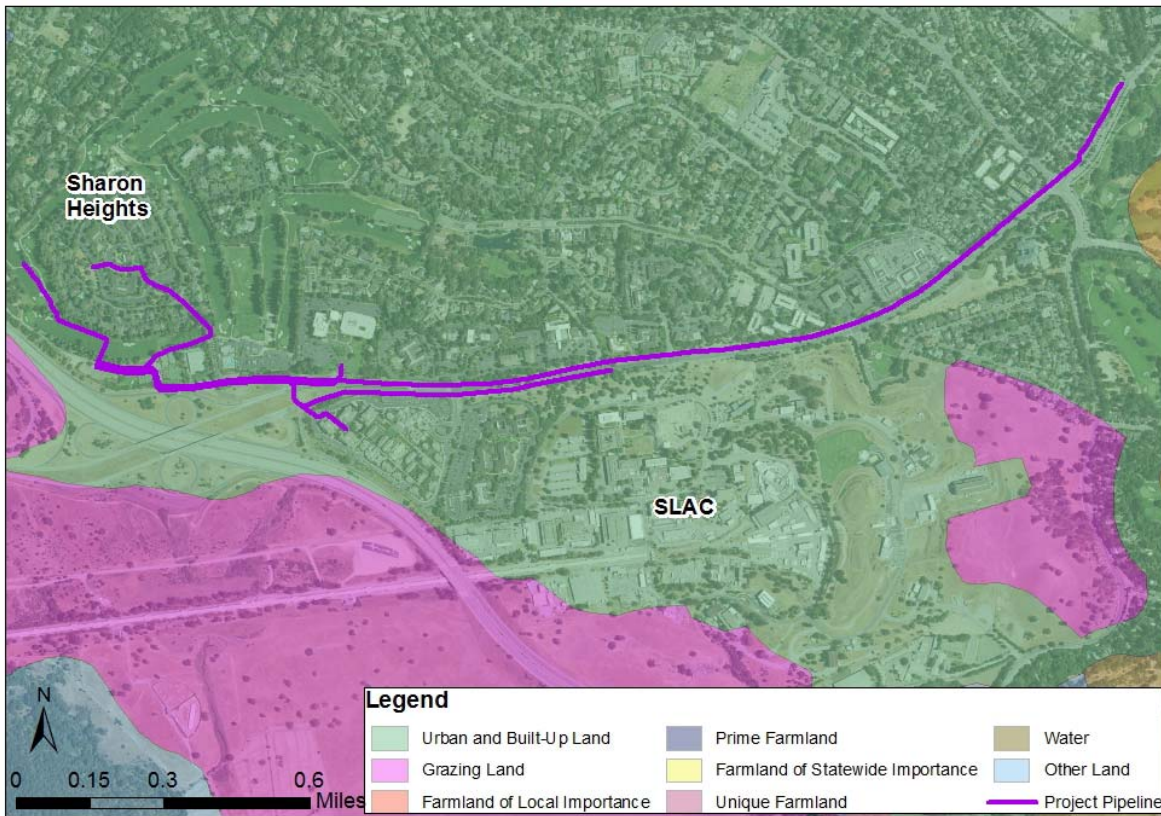 Sharon
Heights
SLAC
N
0 0.15 0.3 0.6
Miles
Legend
Urban and Built-Up Land
Grazing Land
Farmland of Local Importance
Prime Farmland
Farmland of Statewide Importance
Unique Farmland
Water
Other Land
Project Pipeline